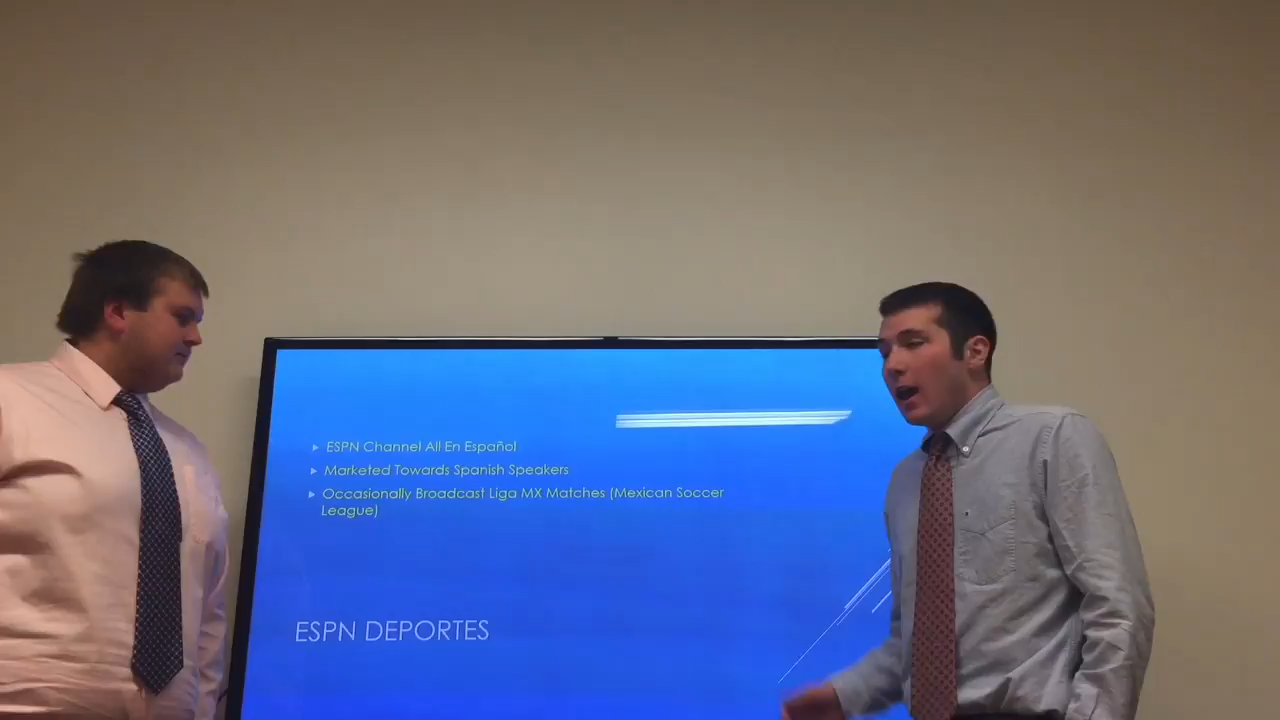 ESPN Channel All En Español
Marketed Towards Spanish Speakers
Occasionally Broadcast Liga MX Matches (Mexican Soccer
League)
ESPN DEPORTES